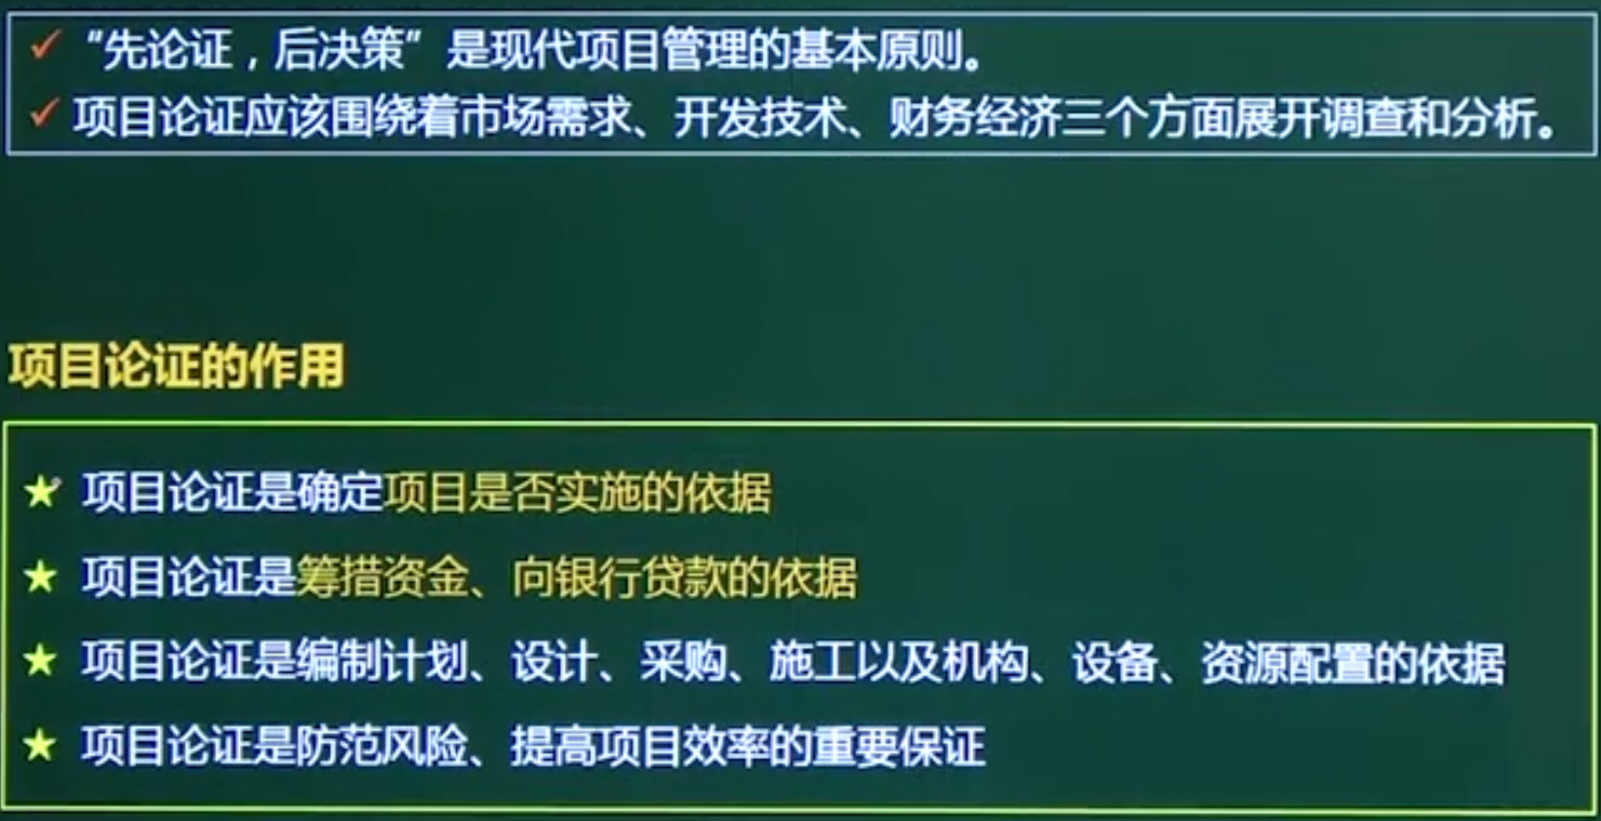 “先论证，后决策”是现代项目管理的基本原则。
项目论证应该围绕着市场需求、开发技术、财务经济三个方面展开调查和分析。
项目论证的作用
项目论证是确定项目是否实施的依据
项目论证是筹措资金、向银行贷款的依据
项目论证是编制计划、设计、采购、施工以及机构、设备、资源配置的依据
项目论证是防范风险、提高项目效率的重要保证